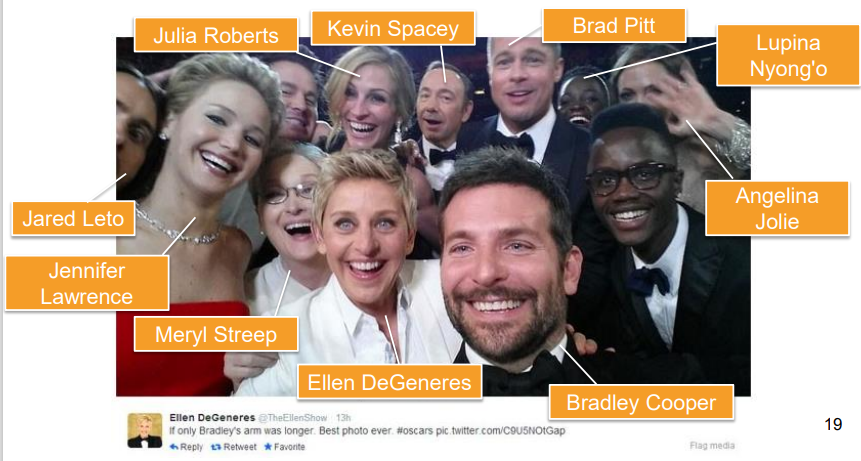 Julia Roberts
Kevin Spacey
Brad Pitt
Lupina
Nyong'o
Jared Leto
Angelina
Jolie
Jennifer
Lawrence
Meryl Streep
Ellen DeGeneres
Bradley Cooper
Ellen DeGeneres @TheEllenShow · 13h
If only Bradley's arm was longer. Best photo ever. #oscars pic.twitter.com/C9U5NOtGap
Reply Retweet Favorite
Flag media
19